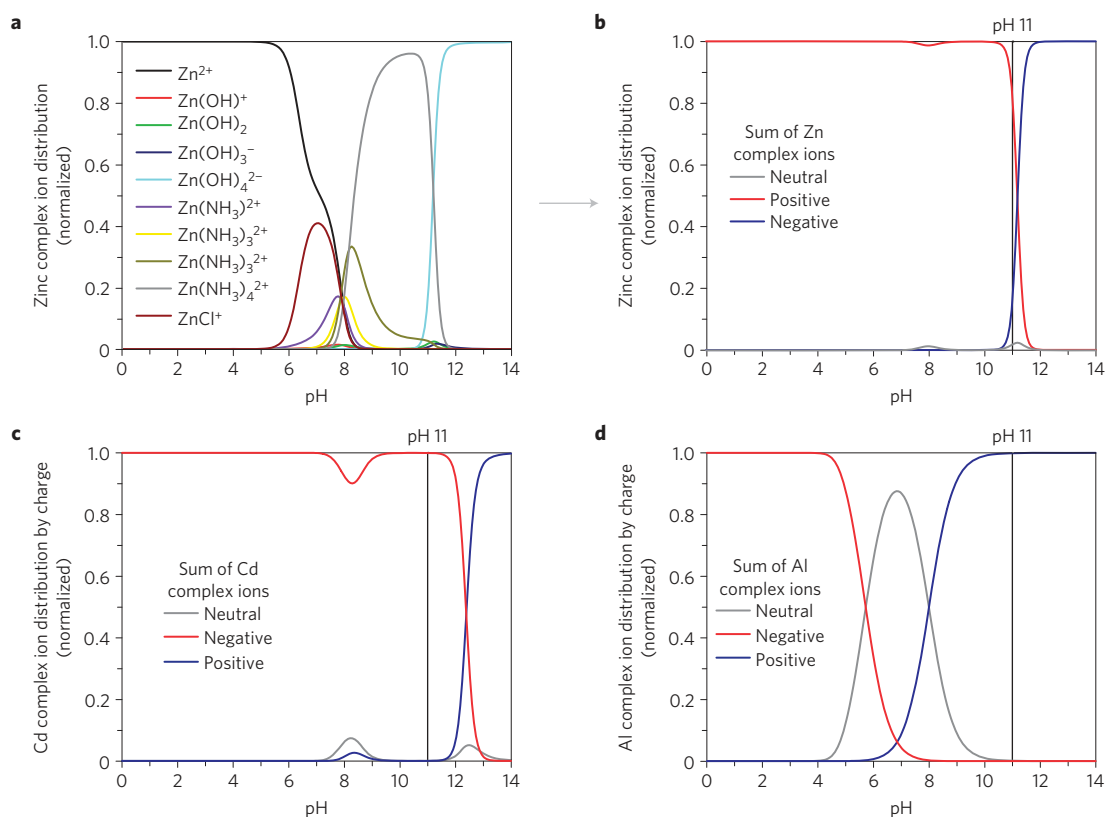 a
Zinc complex ion distribution
(normalized)
1.0
0.8
0.6
0.4
0.2
0
Zn²⁺
Zn(OH)⁺
Zn(OH)₂
Zn(OH)₃⁻
Zn(OH)₄²⁻
Zn(NH₃)²⁺
Zn(NH₃)₃²⁺
Zn(NH₃)₃²⁺
Zn(NH₃)₄²⁺
ZnCl⁺
0 2 4 6 8 10 12 14
pH
b
pH 11
Zinc complex ion distribution
(normalized)
1.0
0.8
0.6
0.4
0.2
0
Sum of Zn
complex ions
Neutral
Positive
Negative
0 2 4 6 8 10 12 14
pH
c
pH 11
Cd complex ion distribution by charge
(normalized)
1.0
0.8
0.6
0.4
0.2
0
Sum of Cd
complex ions
Neutral
Negative
Positive
0 2 4 6 8 10 12 14
pH
d
pH 11
Al complex ion distribution by charge
(normalized)
1.0
0.8
0.6
0.4
0.2
0
Sum of Al
complex ions
Neutral
Negative
Positive
0 2 4 6 8 10 12 14
pH